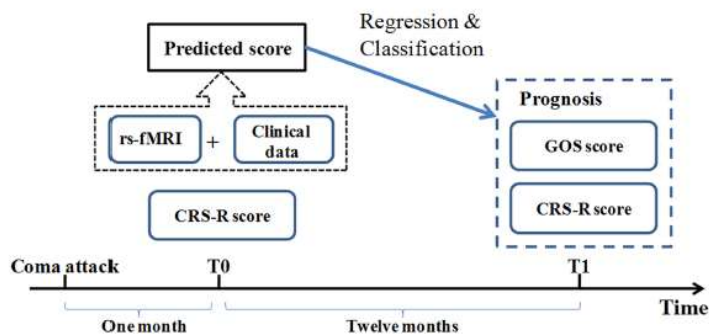 Regression &
Classification
Predicted score
rs-fMRI
+
Clinical
data
CRS-R score
Prognosis
GOS score
CRS-R score
Coma attack
T0
T1
Time
One month
Twelve months